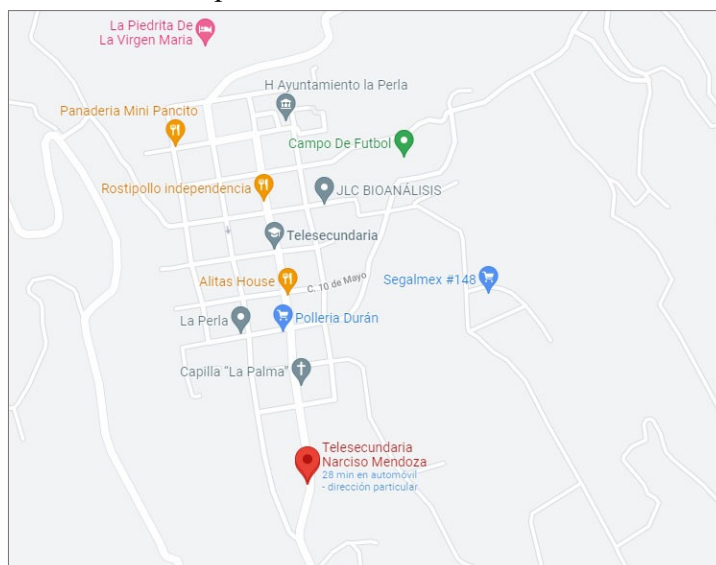 La Piedrita De
La Virgen Maria
H Ayuntamiento la Perla
Panaderia Mini Pancito
Campo De Futbol
Rostipollo independencia
JLC BIOANÁLISIS
Telesecundaria
Alitas House
C. 10 de Mayo
Segalmex #148
La Perla
Polleria Durán
Capilla "La Palma"
Telesecundaria
Narciso Mendoza
28 min en automóvil
- dirección particular